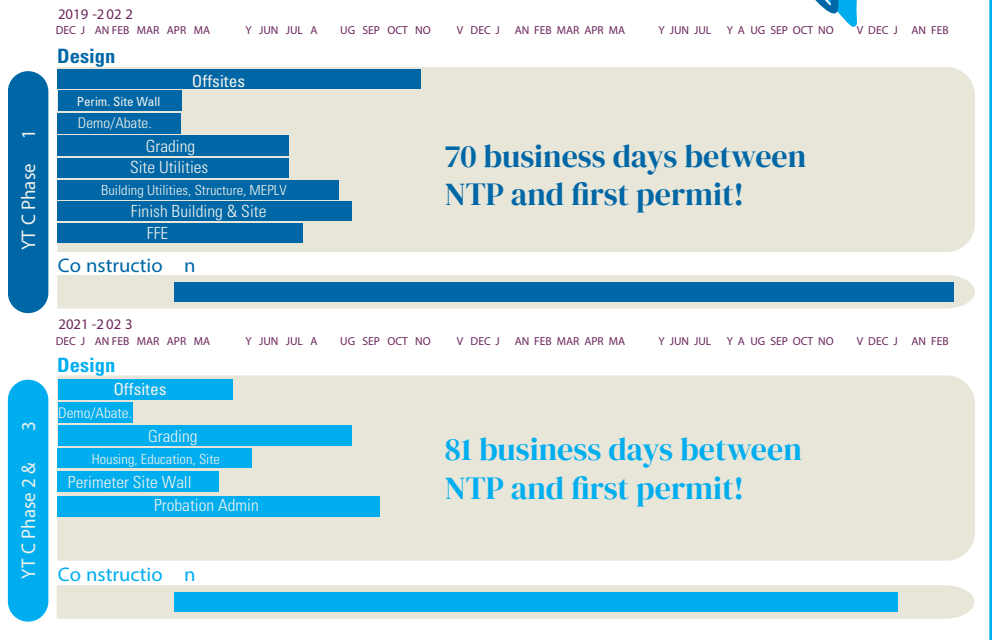 2019 -202 2
DEC J AN FEB MAR APR MA Y JUN JUL A UG SEP OCT NO V DEC J AN FEB MAR APR MA Y JUN JUL Y A UG SEP OCT NO V DEC J AN FEB
Design
YT C Phase 1
Offsites
Perim. Site Wall
Demo/Abate.
Grading
Site Utilities
Building Utilities, Structure, MEPLV
Finish Building & Site
FFE
70 business days between
NTP and first permit!
Co nstructio n
2021 -202 3
DEC J AN FEB MAR APR MA Y JUN JUL A UG SEP OCT NO V DEC J AN FEB MAR APR MA Y JUN JUL Y A UG SEP OCT NO V DEC J AN FEB
Design
YT C Phase 2 & 3
Offsites
Demo/Abate.
Grading
Housing, Education, Site
Perimeter Site Wall
Probation Admin
81 business days between
NTP and first permit!
Co nstructio n